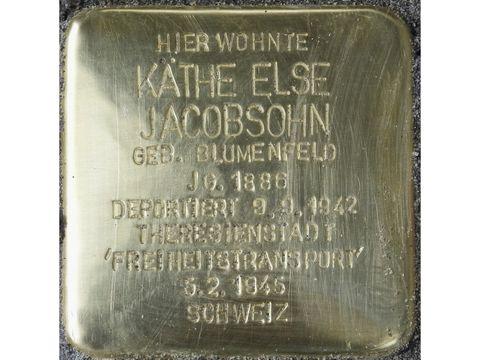 HIER WOHNTE
KÄTHE ELSE
JACOBSOHN
GEB. BLUMENFELD
JG. 1886
DEPORTIERT 9.9.1942
THERESIENSTADT
'FREIHEITSTRANSPORT'
5.2.1945
SCHWEIZ